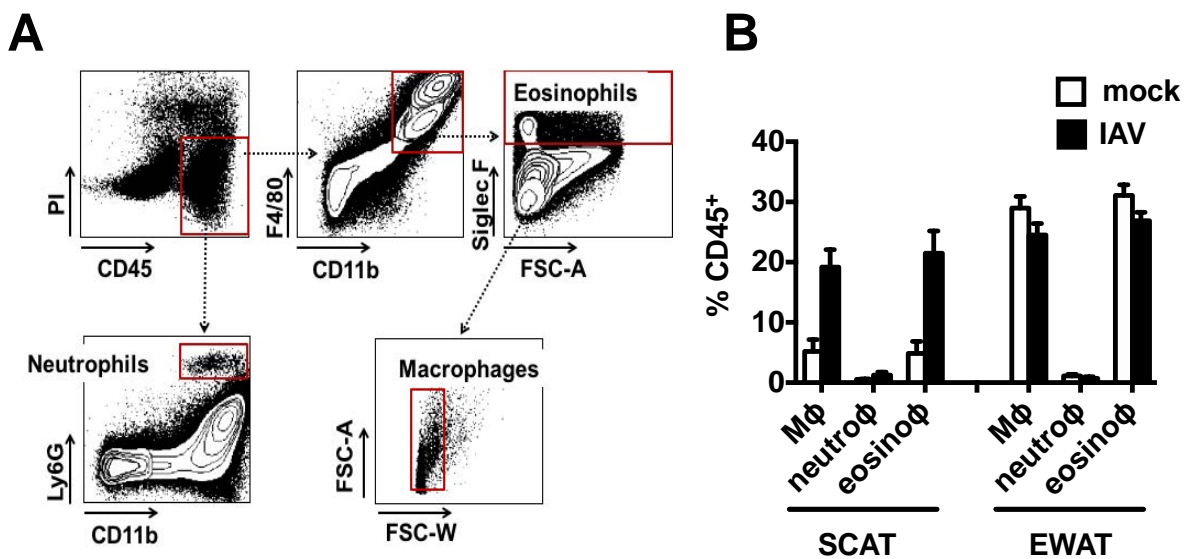 A
PI
CD45
F4/80
CD11b
Eosinophils
Siglec F
FSC-A
Neutrophils
Ly6G
CD11b
Macrophages
FSC-A
FSC-W
B
mock
IAV
% CD45⁺
40
30
20
10
0
Mϕ
neutroϕ
eosinoϕ
Mϕ
neutroϕ
eosinoϕ
SCAT
EWAT